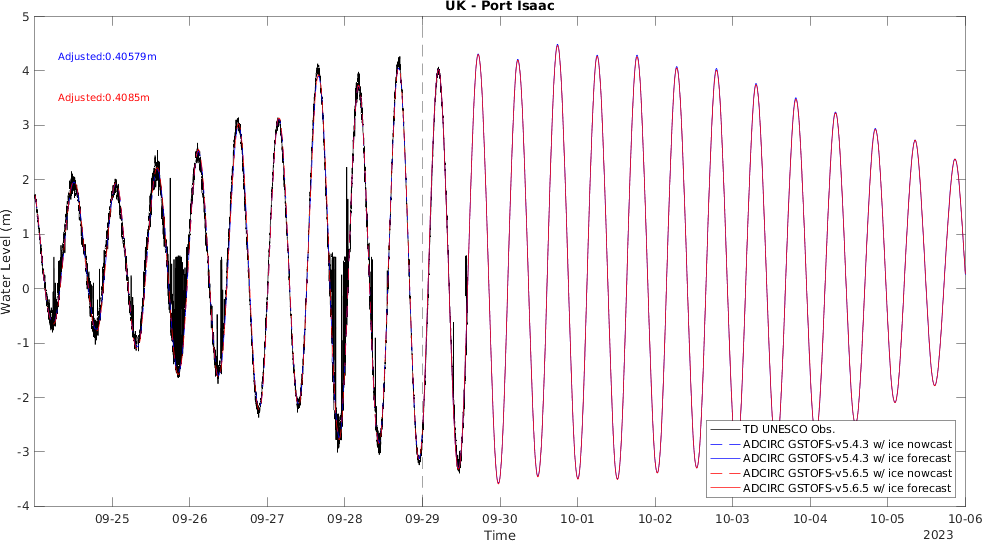 UK - Port Isaac
5
4
3
2
1
0
-1
-2
-3
-4
Water Level (m)
Adjusted:0.40579m
Adjusted:0.4085m
TD UNESCO Obs.
ADCIRC GSTOFS-v5.4.3 w/ ice nowcast
ADCIRC GSTOFS-v5.4.3 w/ ice forecast
ADCIRC GSTOFS-v5.6.5 w/ ice nowcast
ADCIRC GSTOFS-v5.6.5 w/ ice forecast
09-25 09-26 09-27 09-28 09-29 09-30 10-01 10-02 10-03 10-04 10-05 10-06
Time
2023